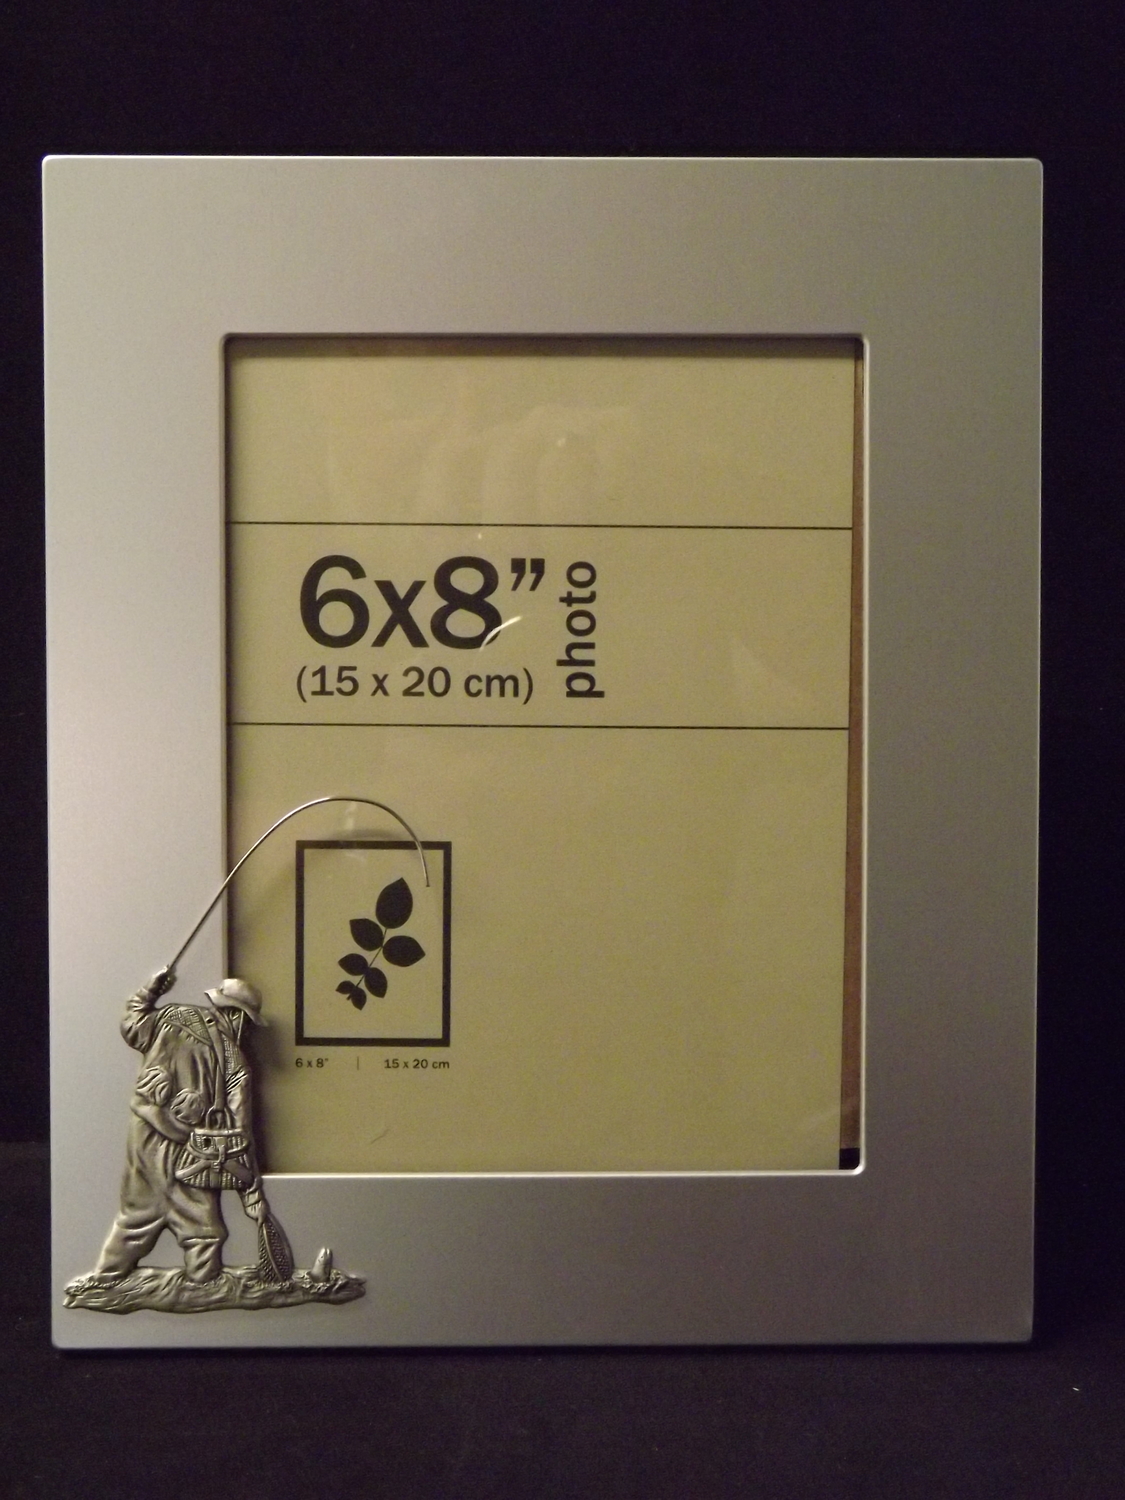 6x8” photo
(15 x 20 cm)
6 x 8" | 15 x 20 cm